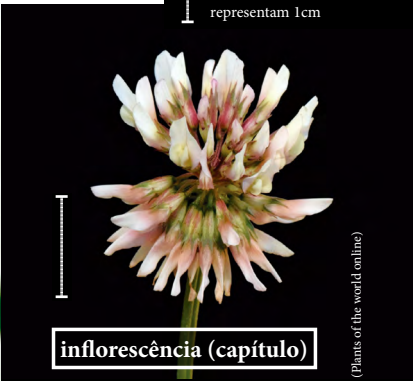 representam 1cm
inflorescência (capítulo)
(Plants of the world online)